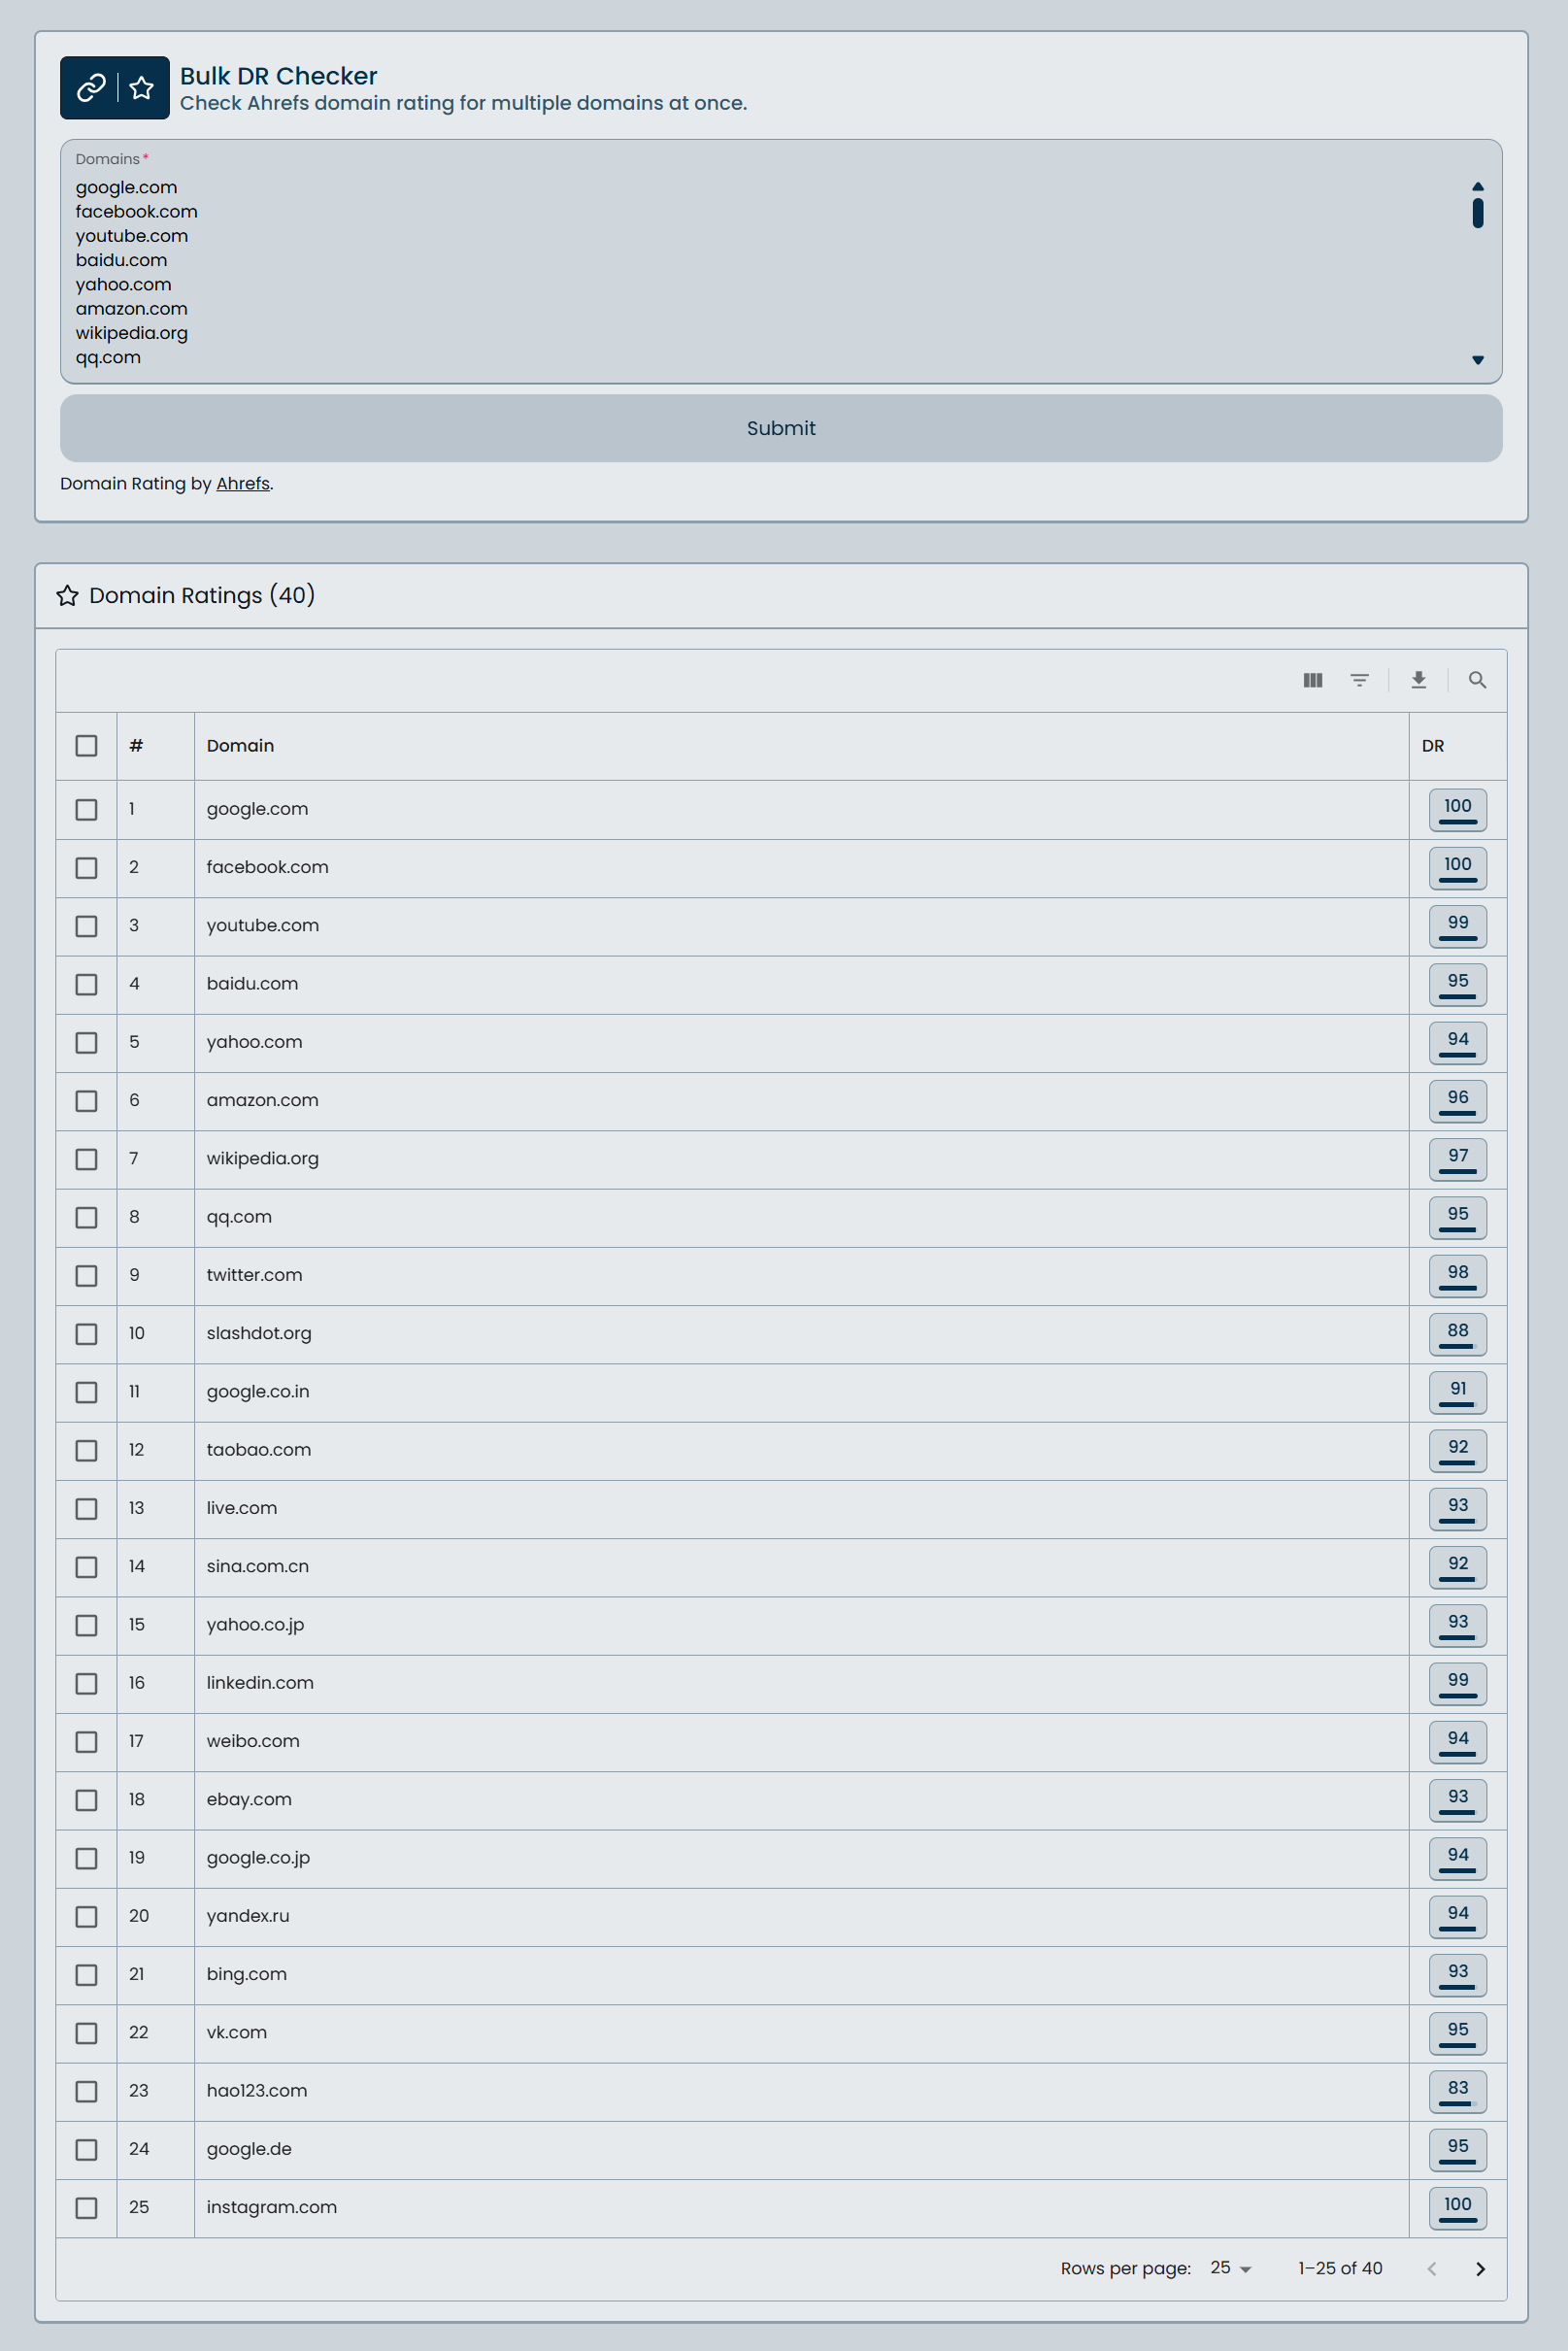 Bulk DR Checker
Check Ahrefs domain rating for multiple domains at once.
Domains *
google.com
facebook.com
youtube.com
baidu.com
yahoo.com
amazon.com
wikipedia.org
qq.com
Submit
Domain Rating by Ahrefs.
Domain Ratings (40)
# Domain DR
1 google.com 100
2 facebook.com 100
3 youtube.com 99
4 baidu.com 95
5 yahoo.com 94
6 amazon.com 96
7 wikipedia.org 97
8 qq.com 95
9 twitter.com 98
10 slashdot.org 88
11 google.co.in 91
12 taobao.com 92
13 live.com 93
14 sina.com.cn 92
15 yahoo.co.jp 93
16 linkedin.com 99
17 weibo.com 94
18 ebay.com 93
19 google.co.jp 94
20 yandex.ru 94
21 bing.com 93
22 vk.com 95
23 hao123.com 83
24 google.de 95
25 instagram.com 100
Rows per page: 25 1–25 of 40